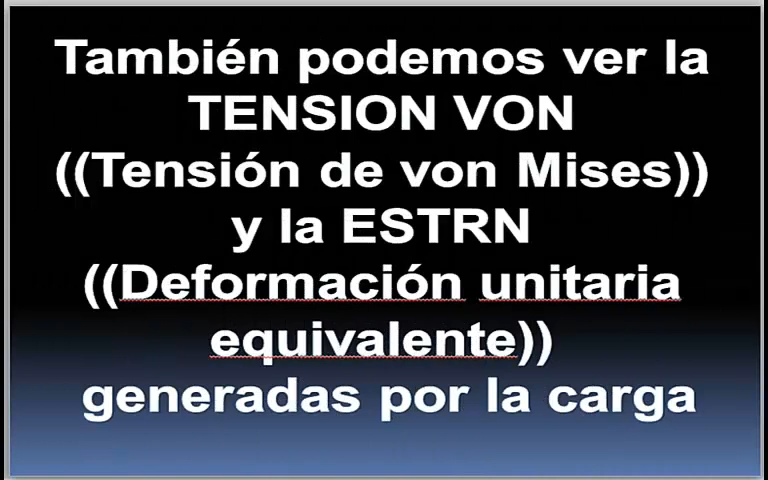 También podemos ver la
TENSION VON
((Tensión de von Mises))
y la ESTRN
((Deformación unitaria
equivalente))
generadas por la carga